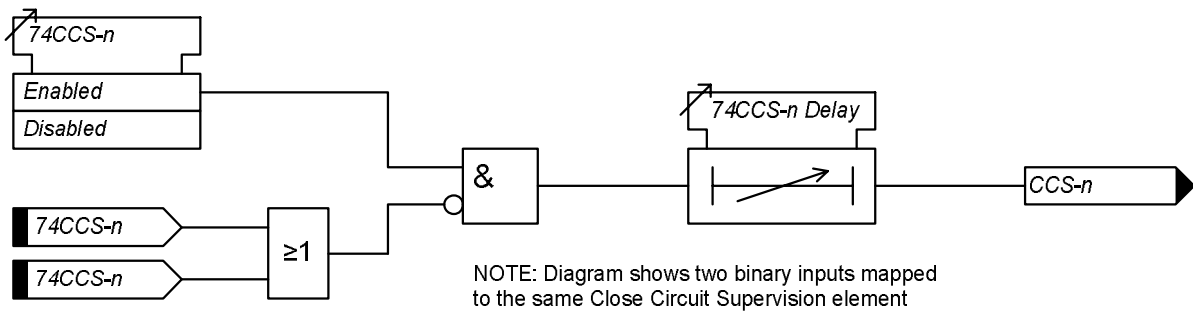 74CCS-n
Enabled
Disabled
74CCS-n Delay
&
CCS-n
74CCS-n
74CCS-n
≥1
NOTE: Diagram shows two binary inputs mapped
to the same Close Circuit Supervision element